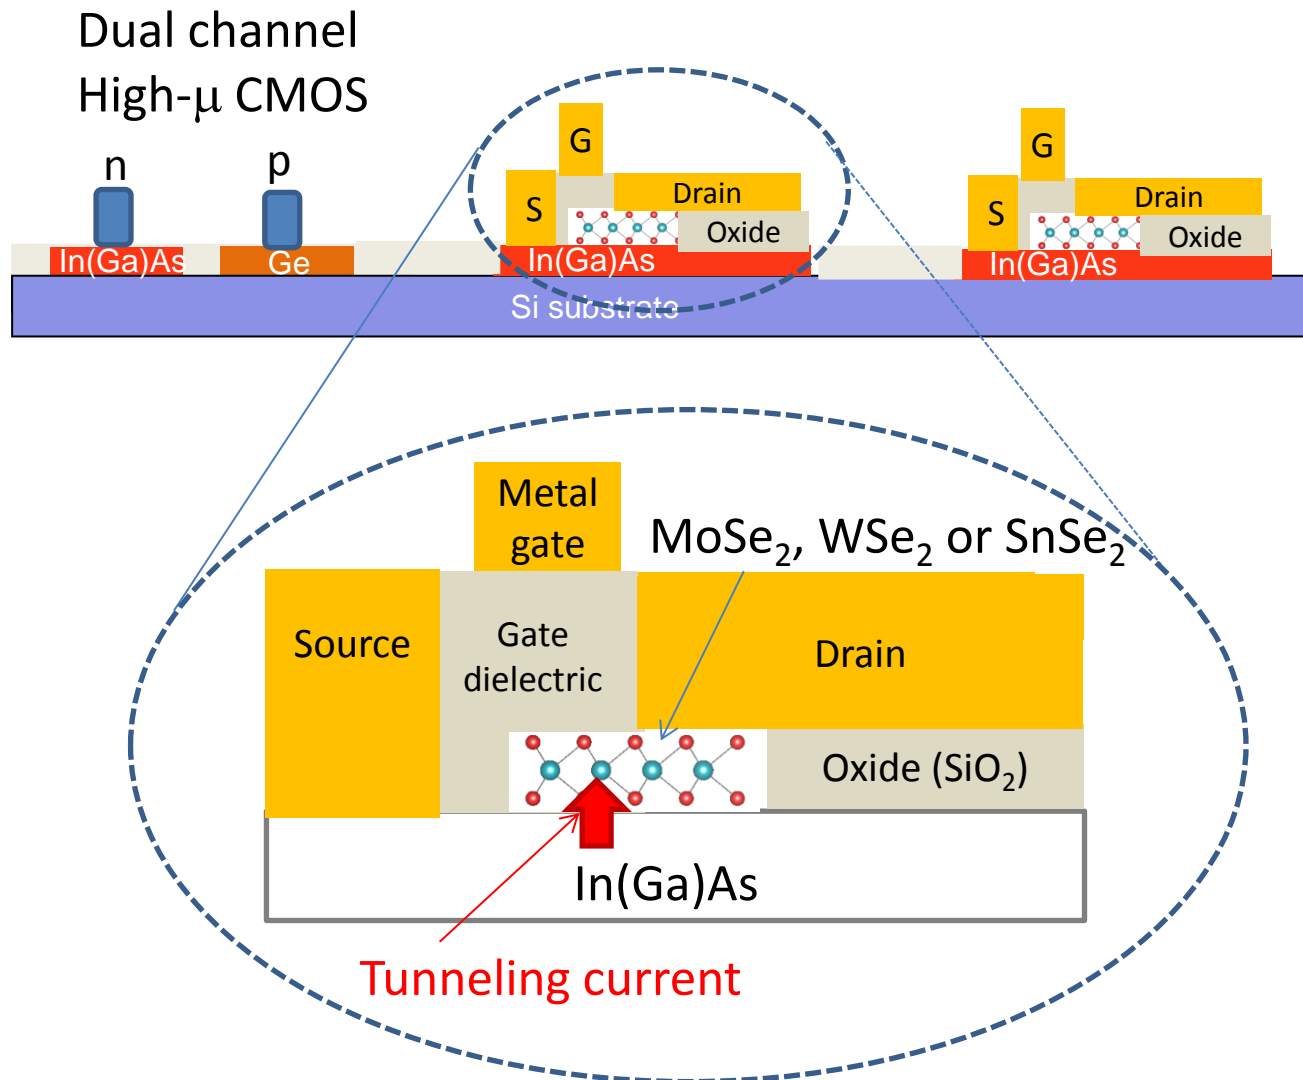 Dual channel
High-μ CMOS
n
p
G
G
S
Drain
S
Drain
Oxide
Oxide
In(Ga)As
Ge
In(Ga)As
In(Ga)As
Si substrate
Metal
gate
MoSe₂, WSe₂ or SnSe₂
Source
Gate
dielectric
Drain
Oxide (SiO₂)
In(Ga)As
Tunneling current